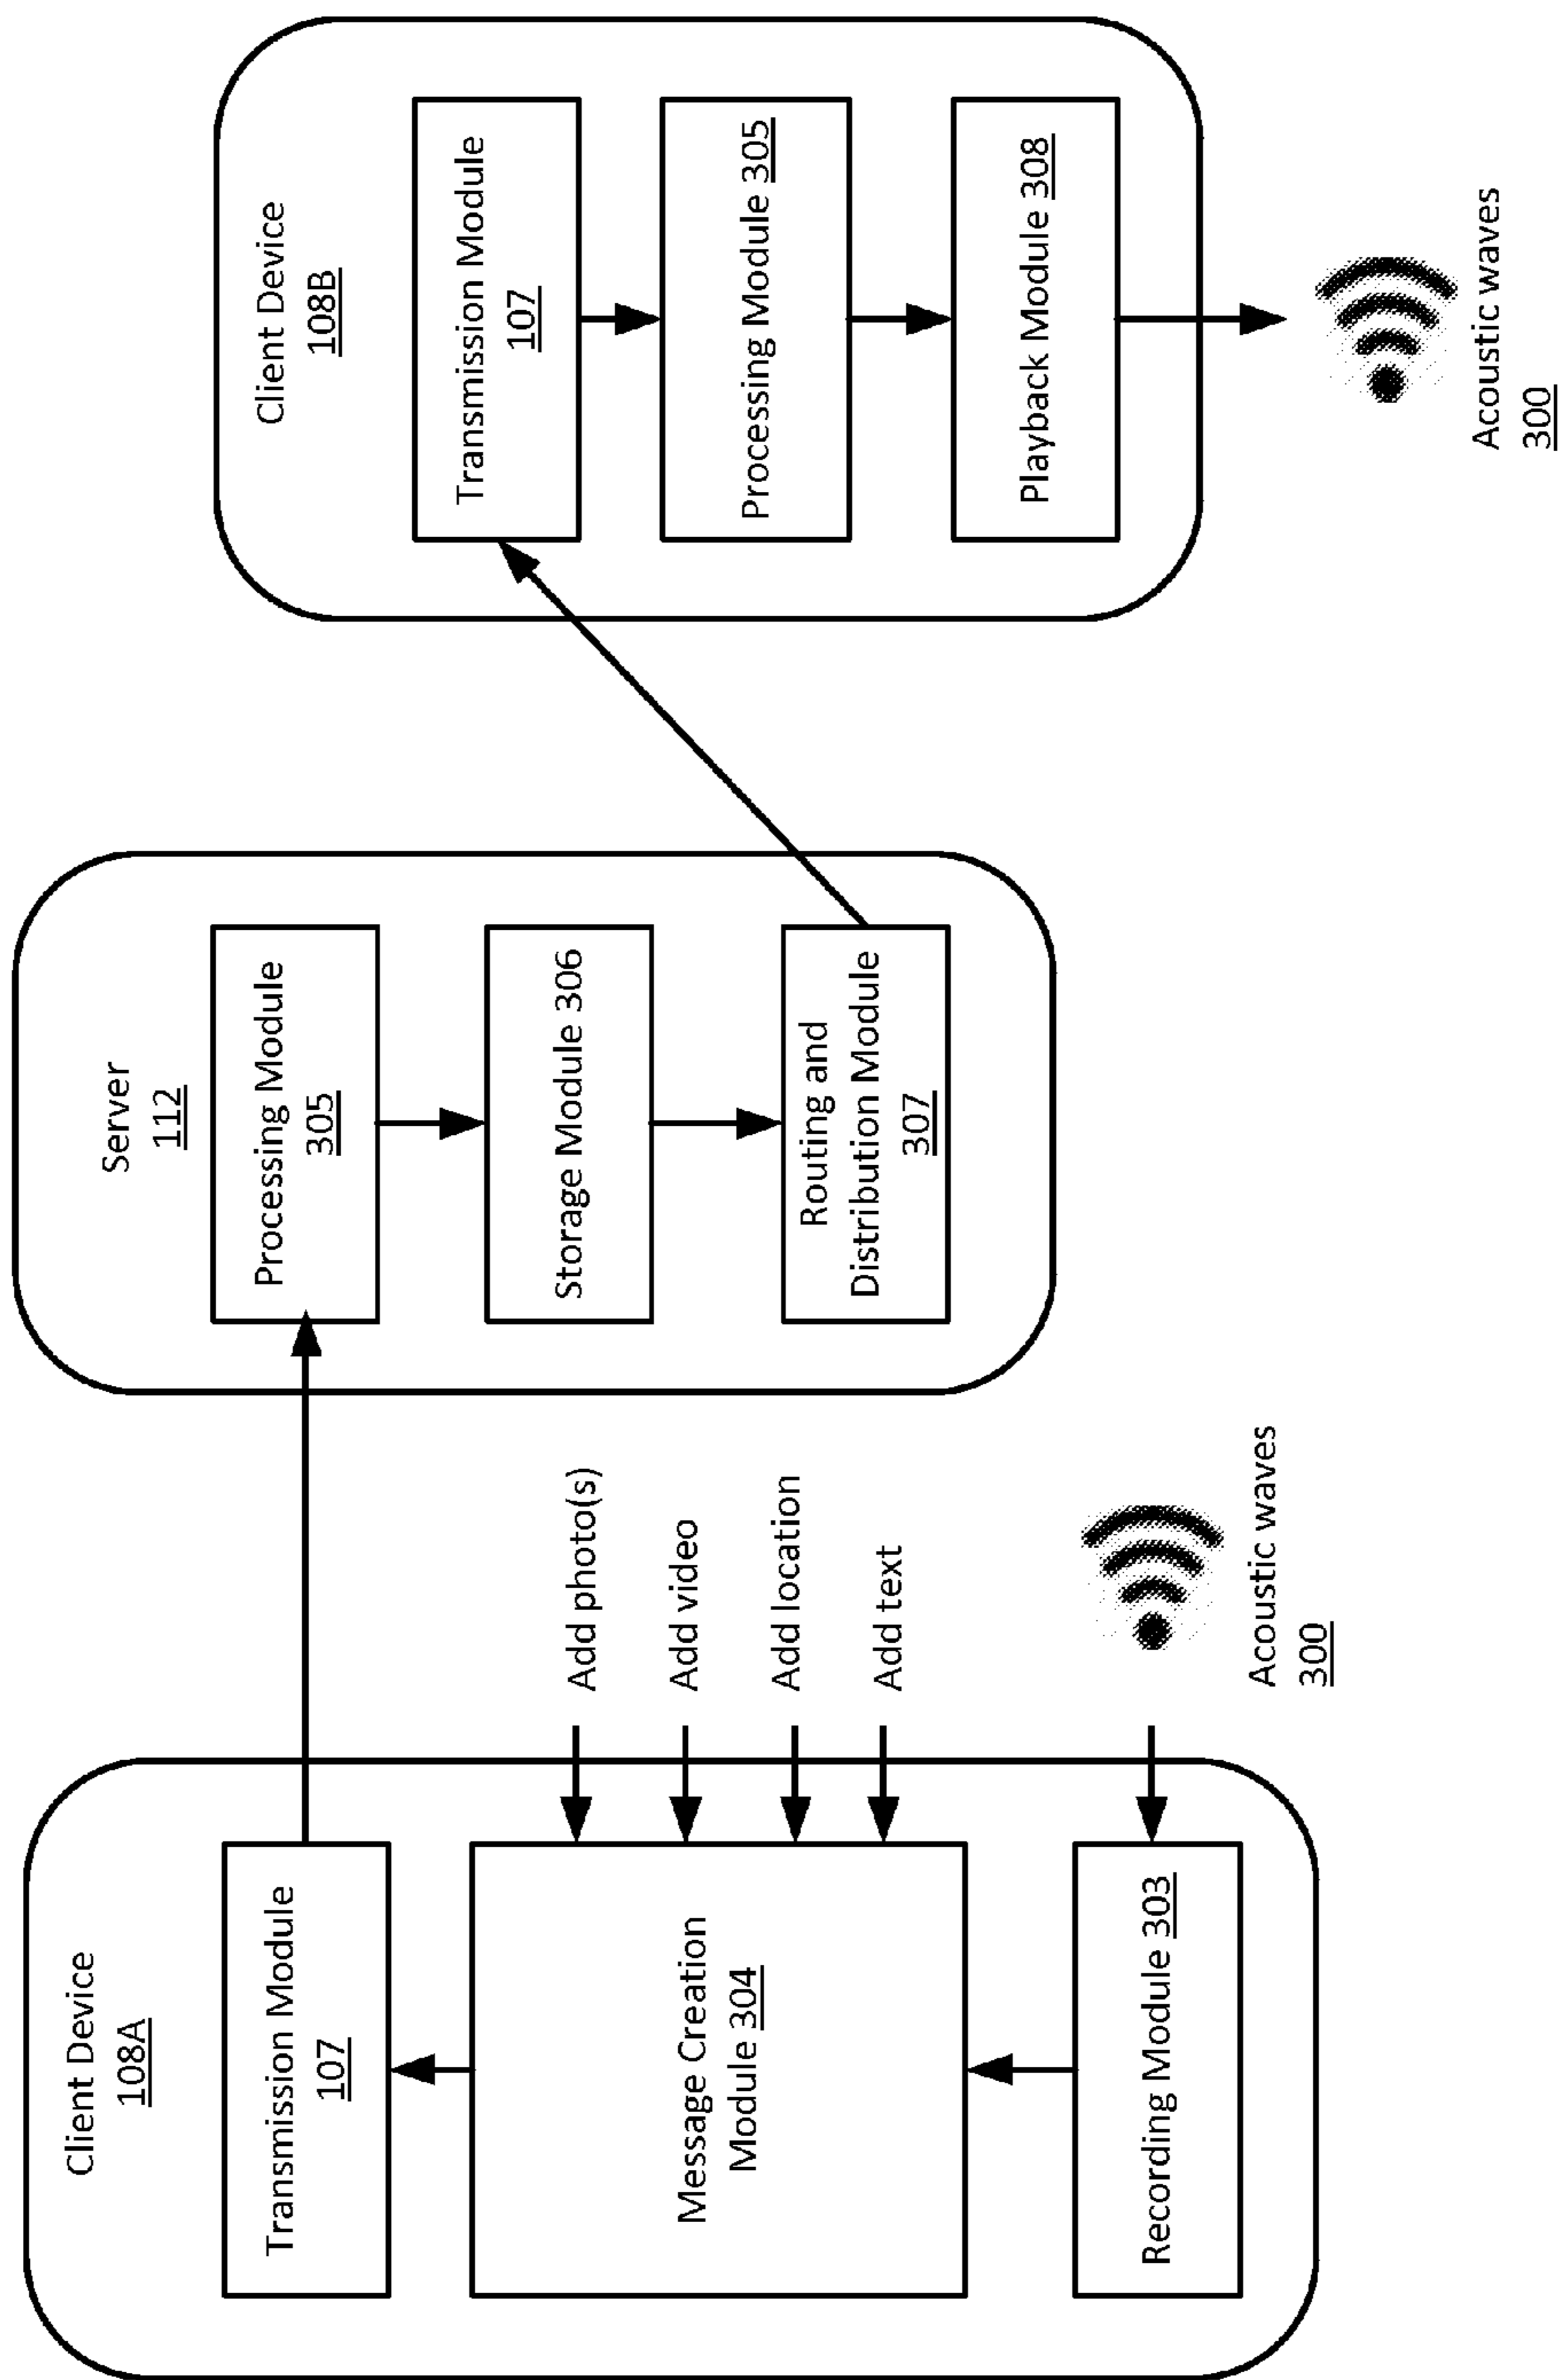 Client Device
108A
Transmission Module
107
Message Creation
Module 304
Recording Module 303
Add photo(s)
Add video
Add location
Add text
Acoustic waves
300
Server
112
Processing Module
305
Storage Module 306
Routing and
Distribution Module
307
Client Device
108B
Transmission Module
107
Processing Module 305
Playback Module 308
Acoustic waves
300